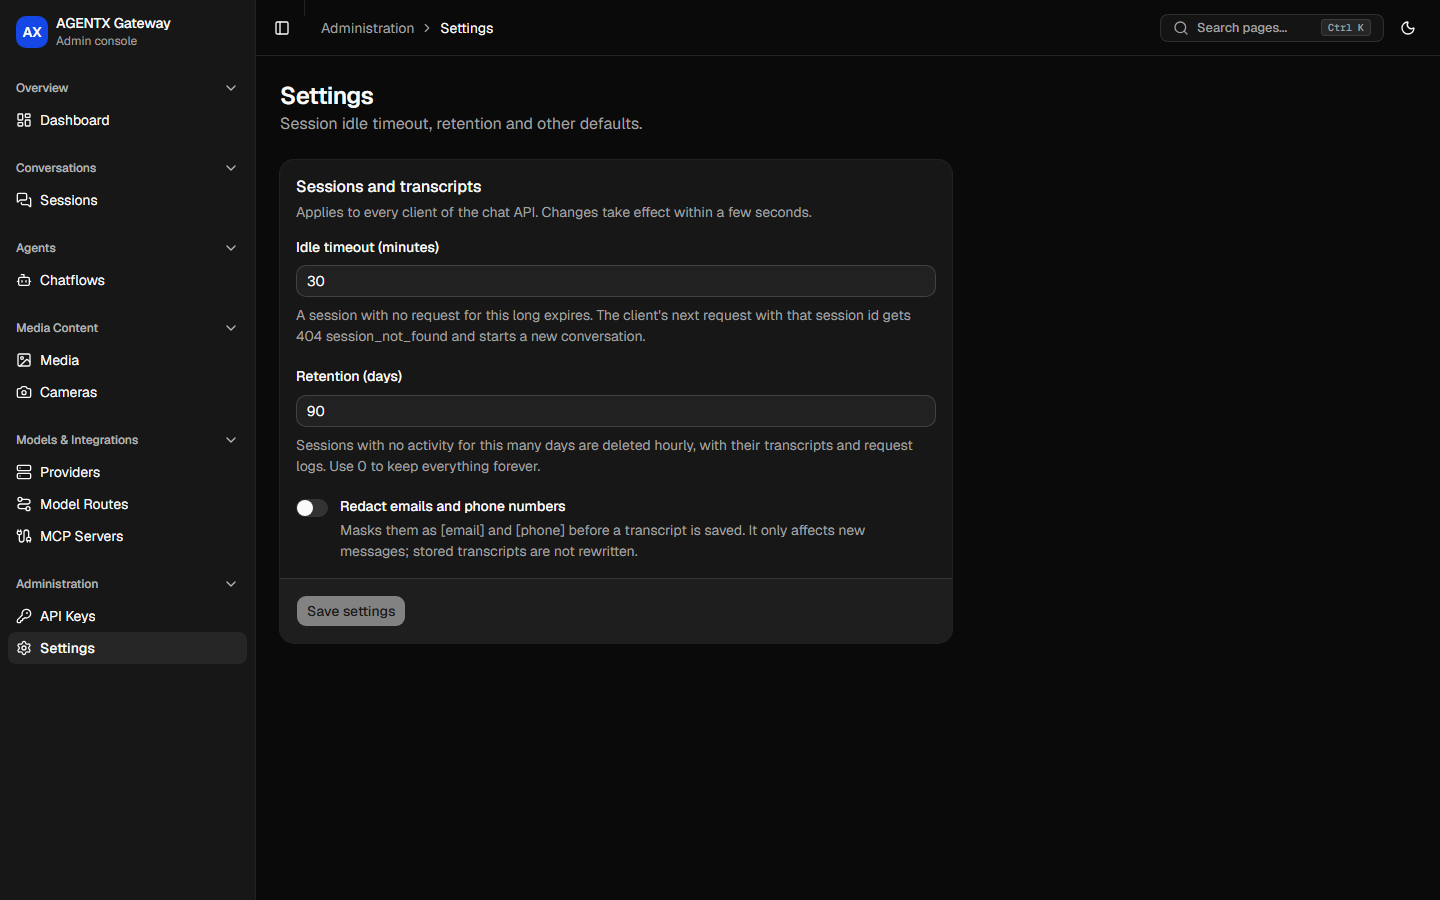 AX
AGENTX Gateway
Admin console
Overview
Dashboard
Conversations
Sessions
Agents
Chatflows
Media Content
Media
Cameras
Models & Integrations
Providers
Model Routes
MCP Servers
Administration
API Keys
Settings
Administration > Settings
Search pages... Ctrl K
Settings
Session idle timeout, retention and other defaults.
Sessions and transcripts
Applies to every client of the chat API. Changes take effect within a few seconds.
Idle timeout (minutes)
30
A session with no request for this long expires. The client's next request with that session id gets
404 session_not_found and starts a new conversation.
Retention (days)
90
Sessions with no activity for this many days are deleted hourly, with their transcripts and request
logs. Use 0 to keep everything forever.
Redact emails and phone numbers
Masks them as [email] and [phone] before a transcript is saved. It only affects new
messages; stored transcripts are not rewritten.
Save settings